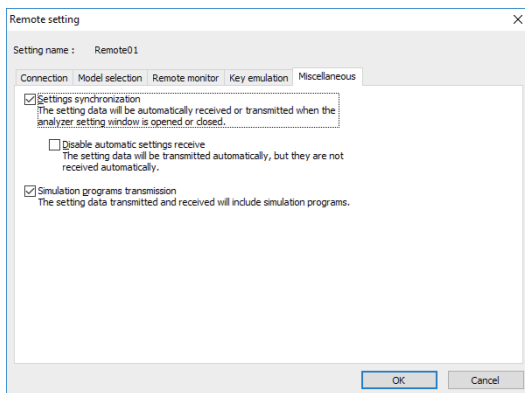 Remote setting
Setting name : Remote01
Connection Model selection Remote monitor Key emulation Miscellaneous
Settings synchronization
The setting data will be automatically received or transmitted when the
analyzer setting window is opened or closed.
Disable automatic settings receive
The setting data will be transmitted automatically, but they are not
received automatically.
Simulation programs transmission
The setting data transmitted and received will include simulation programs.
OK Cancel